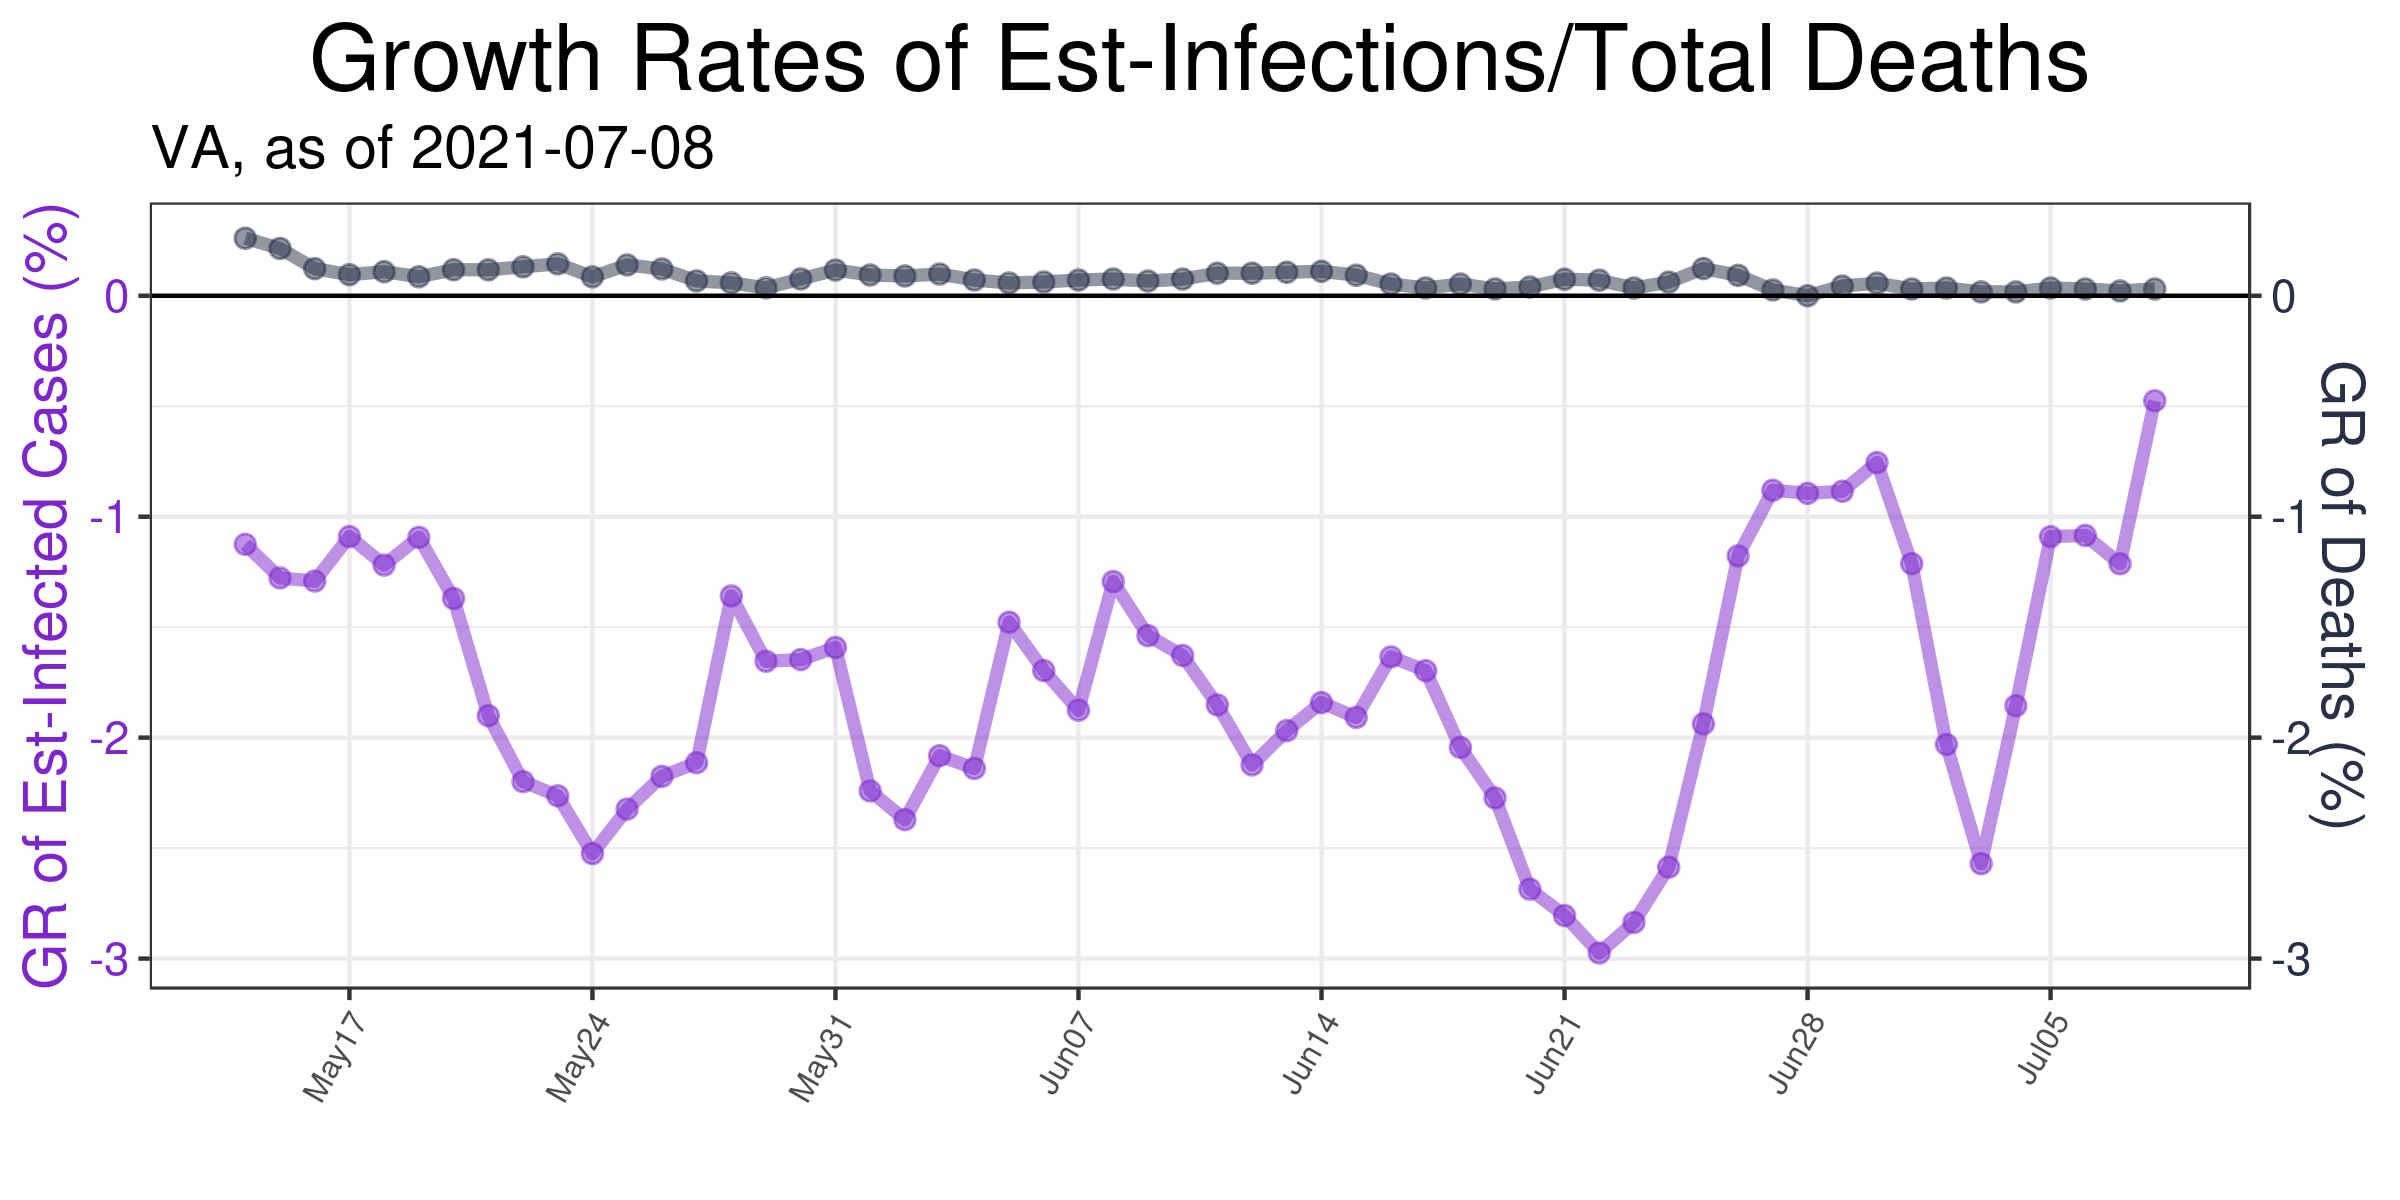 Growth Rates of Est-Infections/Total Deaths
VA, as of 2021-07-08
GR of Est-Infected Cases (%)
0
-1
-2
-3
0
-1
-2
-3
GR of Deaths (%)
May17
May24
May31
Jun07
Jun14
Jun21
Jun28
Jul05